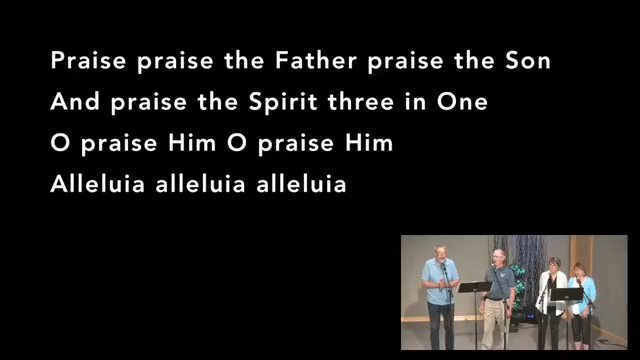 Praise praise the Father praise the Son
And praise the Spirit three in One
O praise Him O praise Him
Alleluia alleluia alleluia